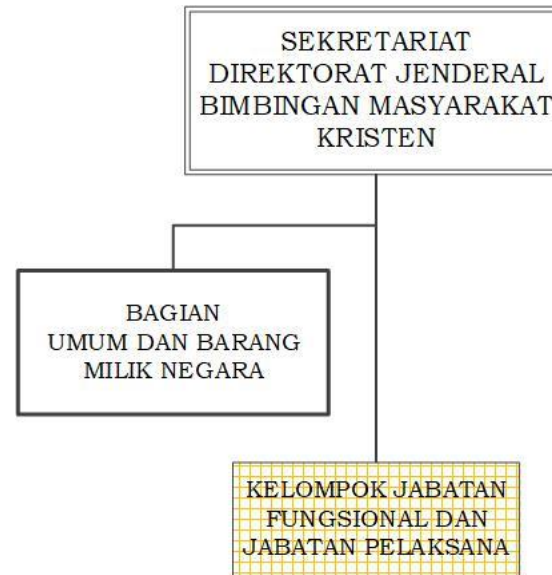 SEKRETARIAT
DIREKTORAT JENDERAL
BIMBINGAN MASYARAKAT
KRISTEN
BAGIAN
UMUM DAN BARANG
MILIK NEGARA
KELOMPOK JABATAN
FUNGSIONAL DAN
JABATAN PELAKSANA